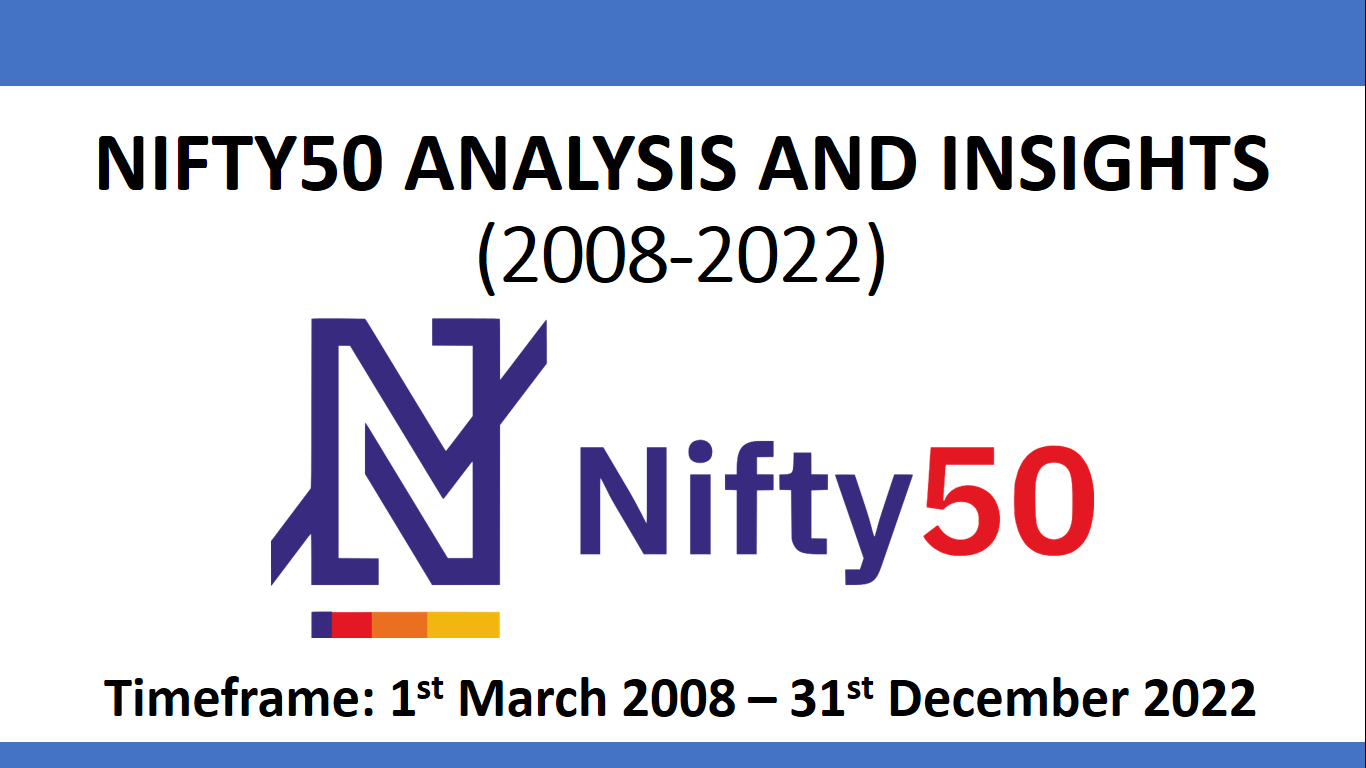 NIFTY50 ANALYSIS AND INSIGHTS
(2008-2022)
Nifty50
Timeframe: 1st March 2008 – 31st December 2022